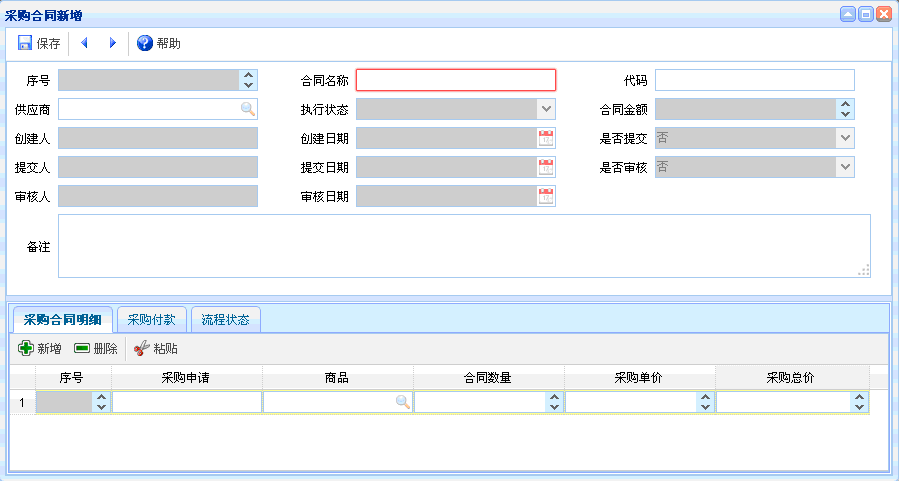 采购合同新增
保存 帮助
序号 合同名称 代码
供应商 执行状态 合同金额
创建人 创建日期 是否提交 否
提交人 提交日期 是否审核 否
审核人 审核日期
备注
采购合同明细 采购付款 流程状态
新增 删除 粘贴
序号 采购申请 商品 合同数量 采购单价 采购总价
1